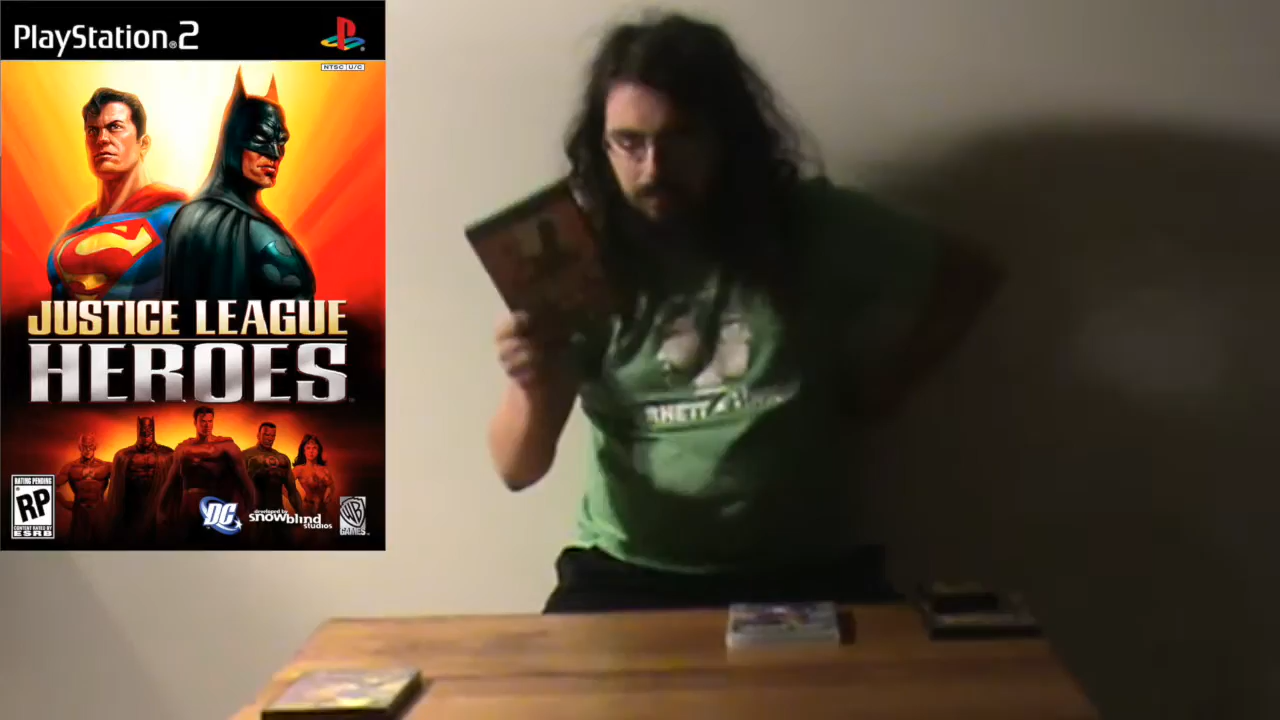 PlayStation®2
NTSC U/C
JUSTICE LEAGUE
HEROES
RATING PENDING
RP
CONTENT RATED BY
ESRB
DC
developed by
snowblind
studios
WB
GAMES